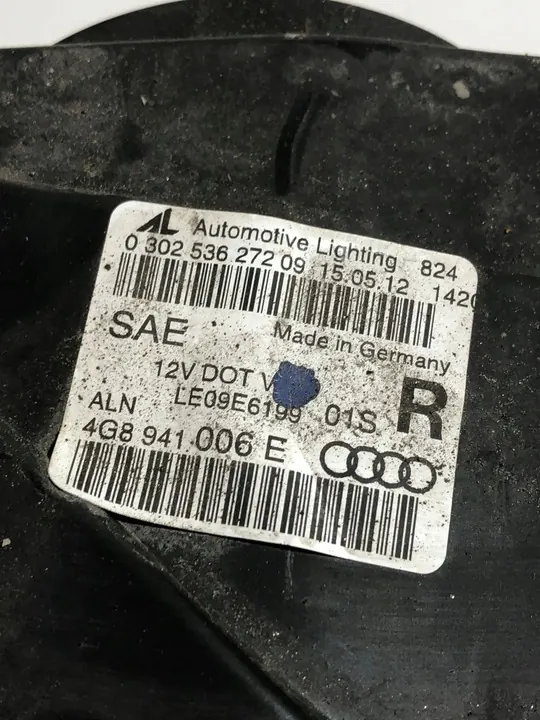 AL Automotive Lighting 824
0 302 536 272 09 15.05.12 1420
SAE Made in Germany
12V DOT V
ALN LE09E6199 01S R
4G8 941 006 E